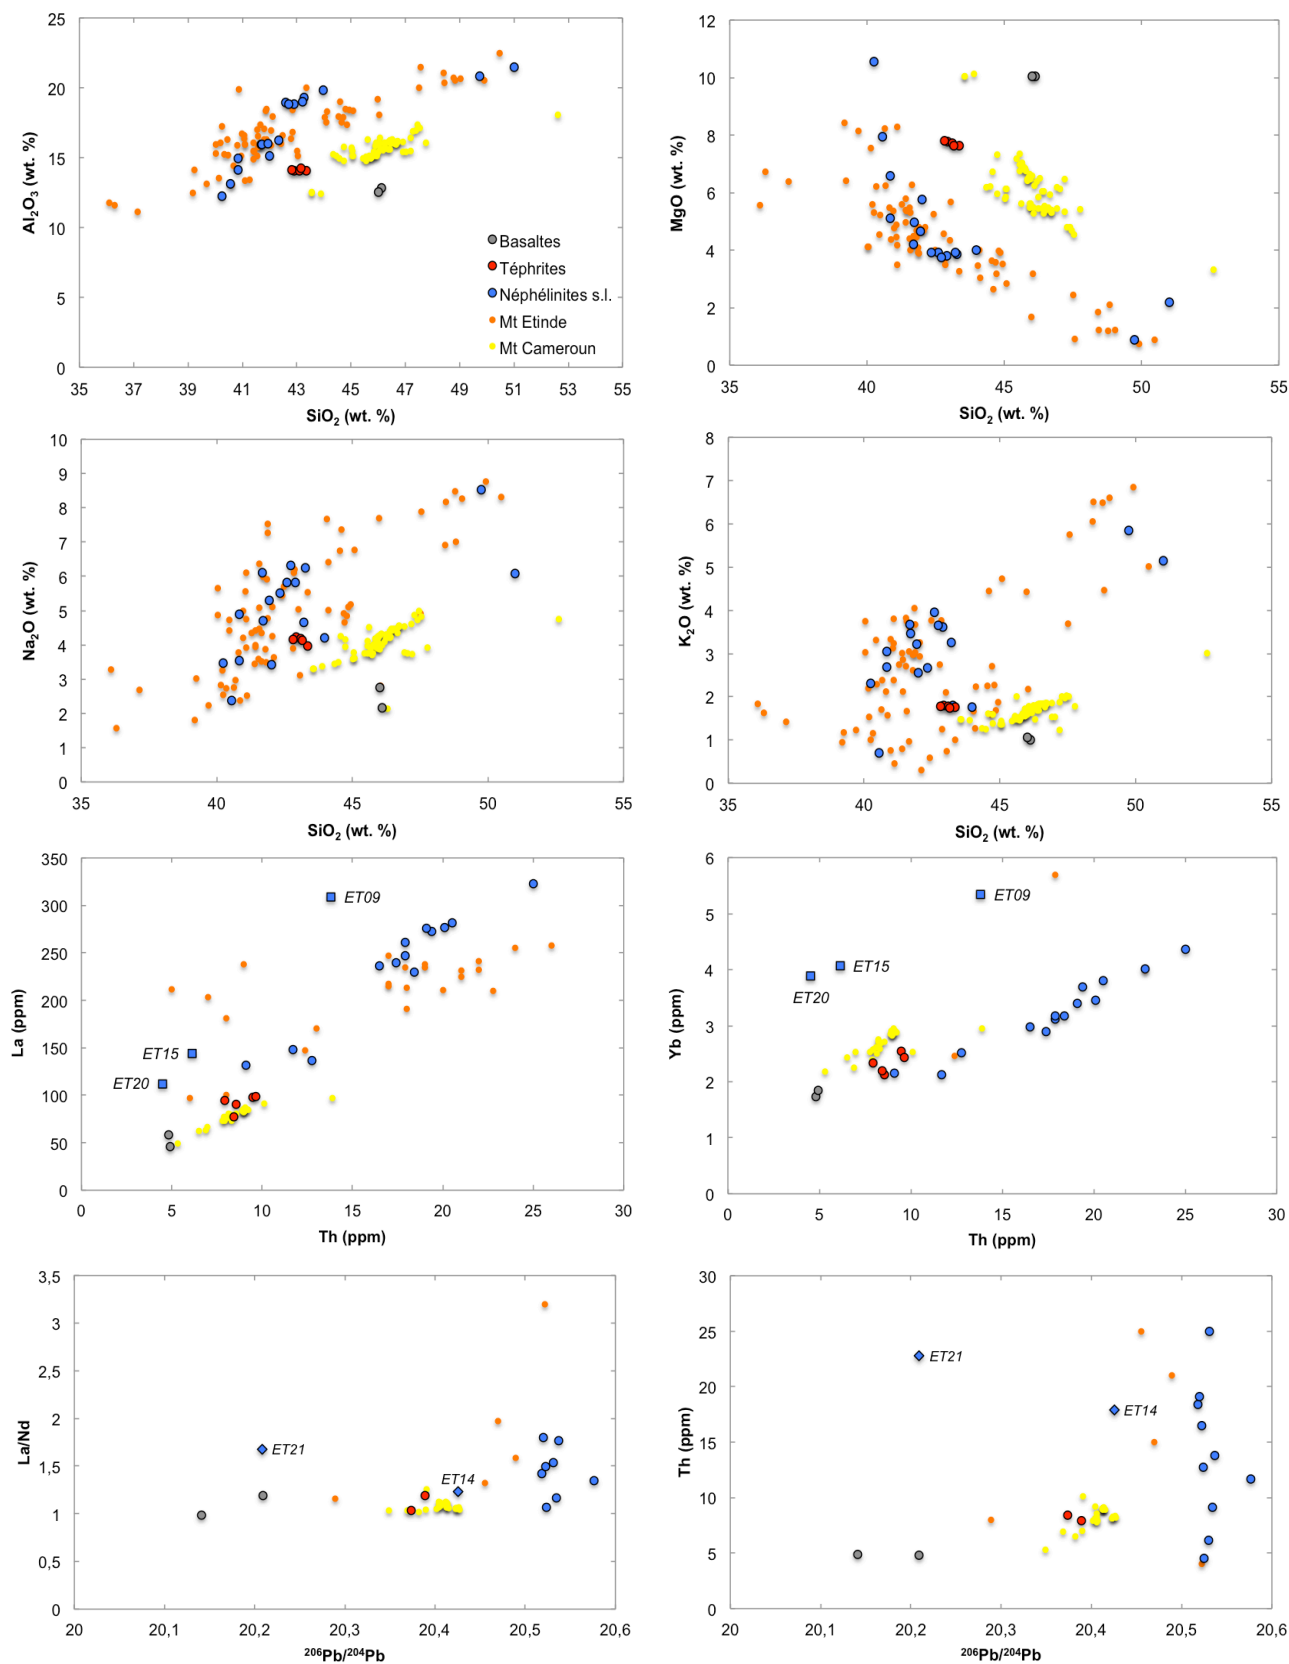 25
20
15
10
5
0
Al₂O₃ (wt. %)
35 37 39 41 43 45 47 49 51 53 55
SiO₂ (wt. %)
Basaltes
Téphrites
Néphélinites s.l.
Mt Etinde
Mt Cameroun
12
10
8
6
4
2
0
MgO (wt. %)
35 40 45 50 55
SiO₂ (wt. %)
10
9
8
7
6
5
4
3
2
1
0
Na₂O (wt. %)
35 40 45 50 55
SiO₂ (wt. %)
8
7
6
5
4
3
2
1
0
K₂O (wt. %)
35 40 45 50 55
SiO₂ (wt. %)
350
300
250
200
150
100
50
0
La (ppm)
ET09
ET15
ET20
0 5 10 15 20 25 30
Th (ppm)
6
5
4
3
2
1
0
Yb (ppm)
ET09
ET15
ET20
0 5 10 15 20 25 30
Th (ppm)
3,5
3
2,5
2
1,5
1
0,5
0
La/Nd
ET21
ET14
20 20,1 20,2 20,3 20,4 20,5 20,6
²⁰⁶Pb/²⁰⁴Pb
30
25
20
15
10
5
0
Th (ppm)
ET21
ET14
20 20,1 20,2 20,3 20,4 20,5 20,6
²⁰⁶Pb/²⁰⁴Pb